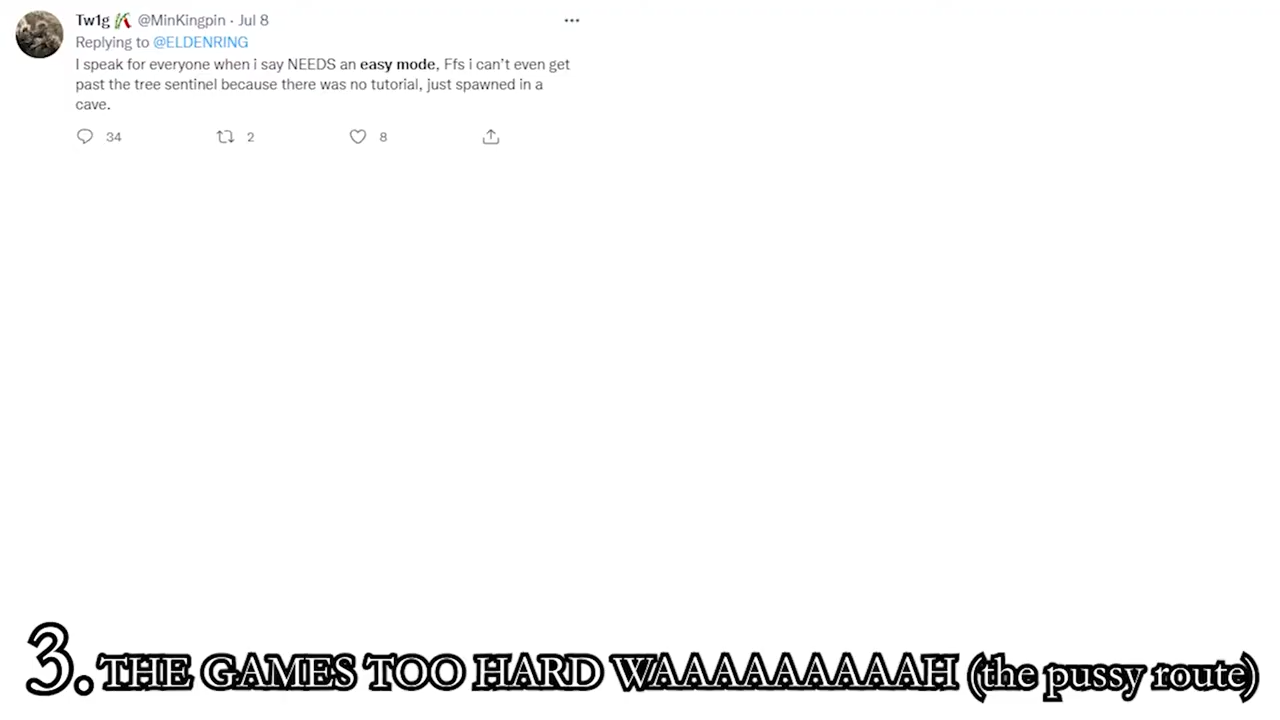 Tw1g @MinKingpin · Jul 8
Replying to @ELDENRING
I speak for everyone when i say NEEDS an easy mode, Ffs i can't even get
past the tree sentinel because there was no tutorial, just spawned in a
cave.
34 2 8
3. THE GAMES TOO HARD WAAAAAAAAAH (the pussy route)